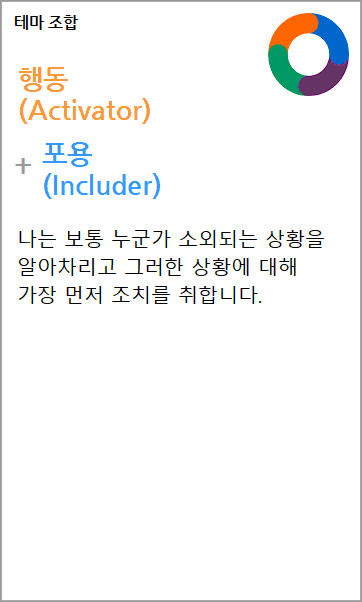 테마 조합
행동
(Activator)
+ 포용
(Includer)
나는 보통 누군가 소외되는 상황을
알아차리고 그러한 상황에 대해
가장 먼저 조치를 취합니다.